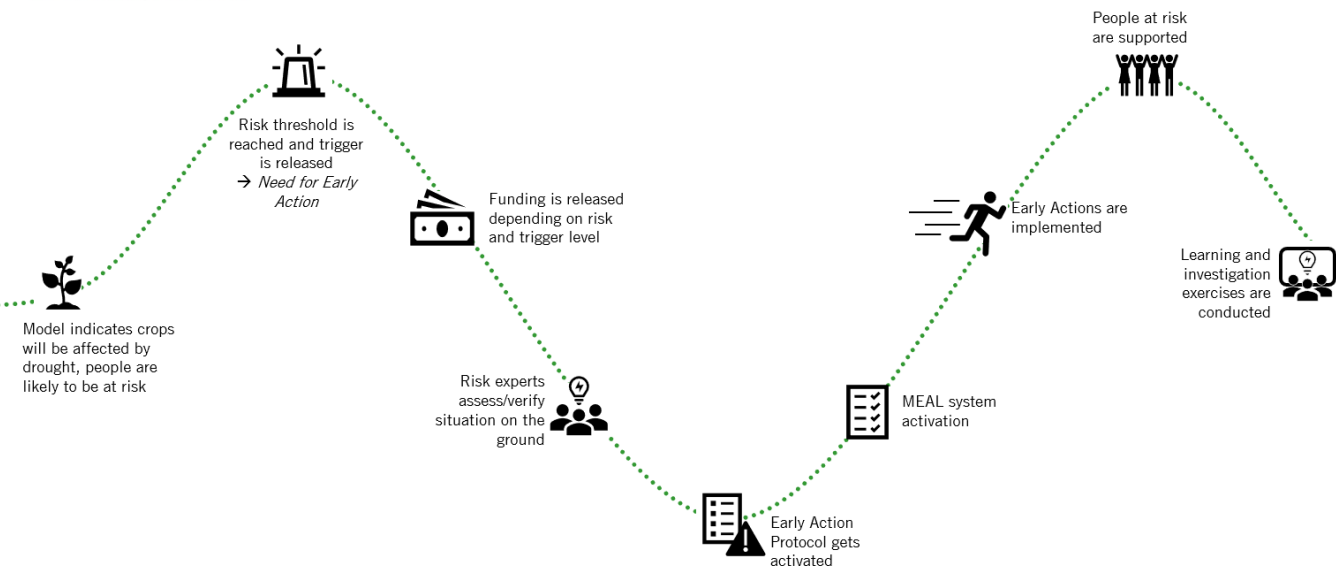 Model indicates crops
will be affected by
drought, people are
likely to be at risk
Risk threshold is
reached and trigger
is released
→ Need for Early
Action
Funding is released
depending on risk
and trigger level
Risk experts
assess/verify
situation on the
ground
Early Action
Protocol gets
activated
MEAL system
activation
Early Actions are
implemented
People at risk
are supported
Learning and
investigation
exercises are
conducted